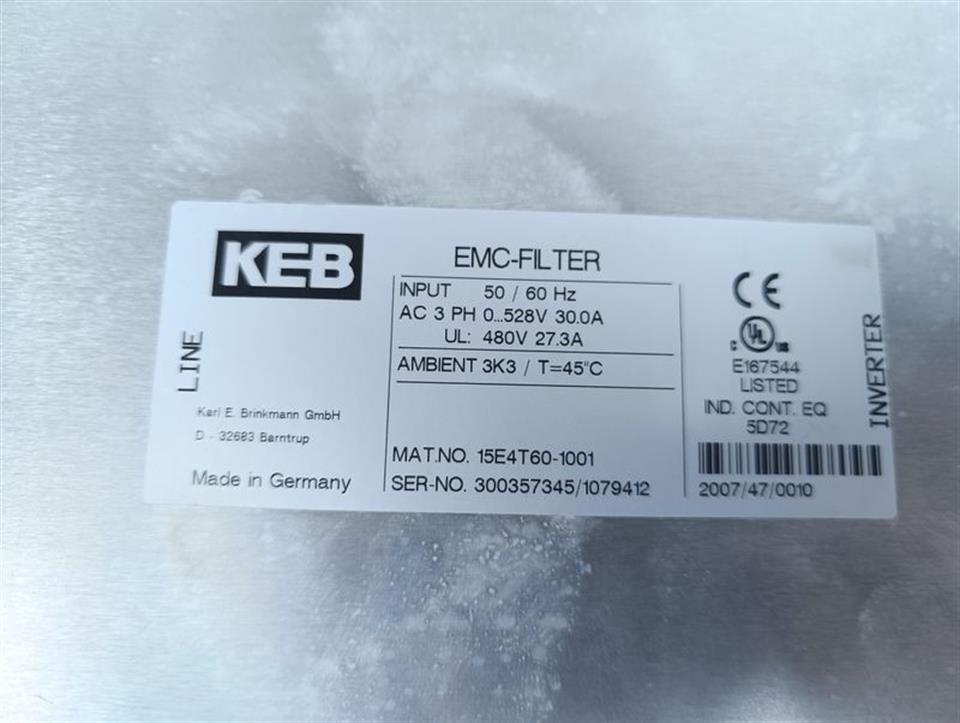 KEB
EMC-FILTER
INPUT 50 / 60 Hz
AC 3 PH 0...528V 30.0A
UL: 480V 27.3A
AMBIENT 3K3 / T=45°C
LINE
Karl E. Brinkmann GmbH
D - 32683 Barntrup
Made in Germany
MAT.NO. 15E4T60-1001
SER-NO. 300357345/1079412
CE
C UL US
E167544
LISTED
IND. CONT. EQ
5D72
2007/47/0010
INVERTER